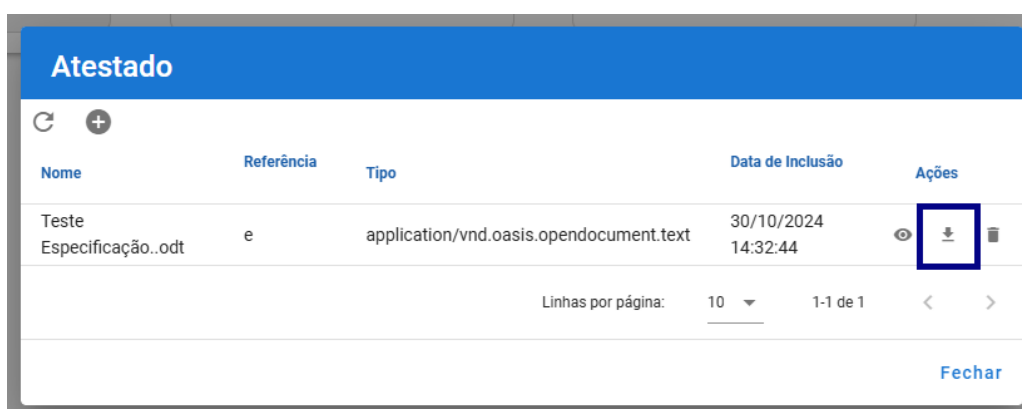 Atestado
Nome Referência Tipo Data de Inclusão Ações
Teste
Especificação..odt
e
application/vnd.oasis.opendocument.text
30/10/2024
14:32:44
Linhas por página: 10 1-1 de 1
Fechar